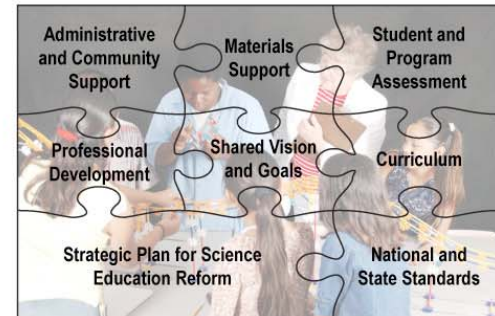 Administrative
and Community
Support
Materials
Support
Student and
Program
Assessment
Professional
Development
Shared Vision
and Goals
Curriculum
Strategic Plan for Science
Education Reform
National and
State Standards